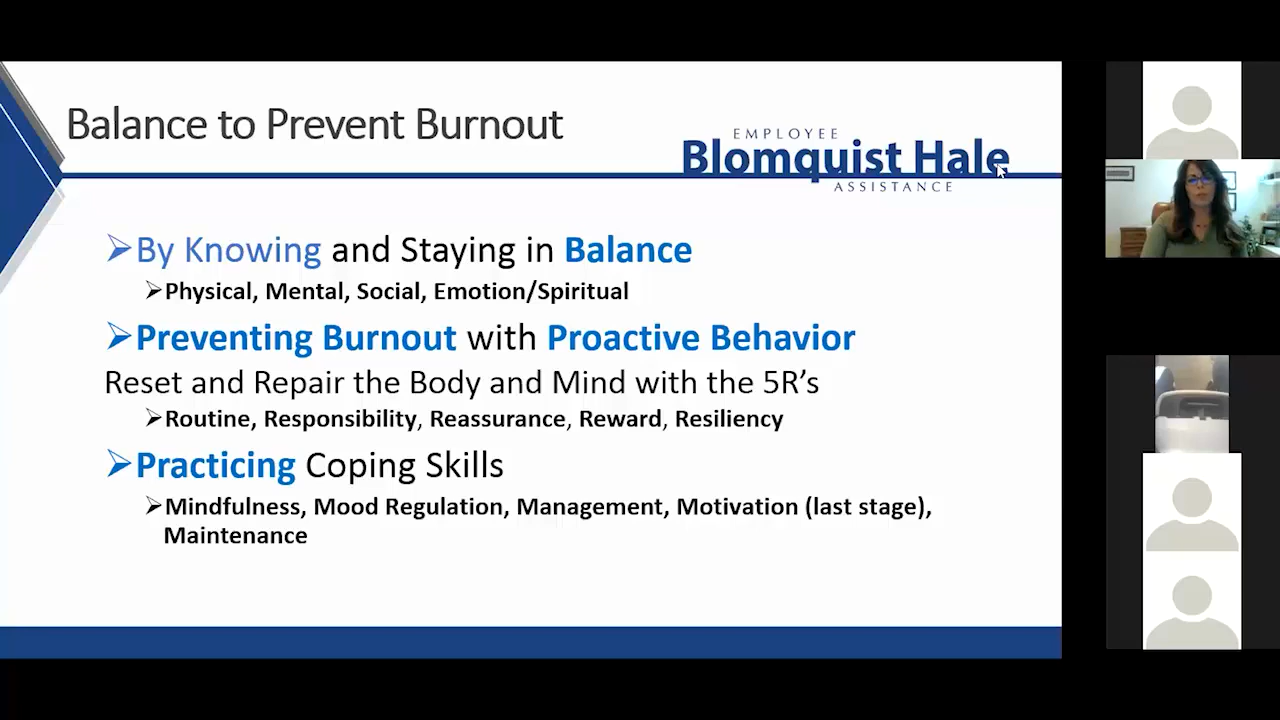 Balance to Prevent Burnout
EMPLOYEE
Blomquist Hale
ASSISTANCE
By Knowing and Staying in Balance
Physical, Mental, Social, Emotion/Spiritual
Preventing Burnout with Proactive Behavior
Reset and Repair the Body and Mind with the 5R’s
Routine, Responsibility, Reassurance, Reward, Resiliency
Practicing Coping Skills
Mindfulness, Mood Regulation, Management, Motivation (last stage),
Maintenance